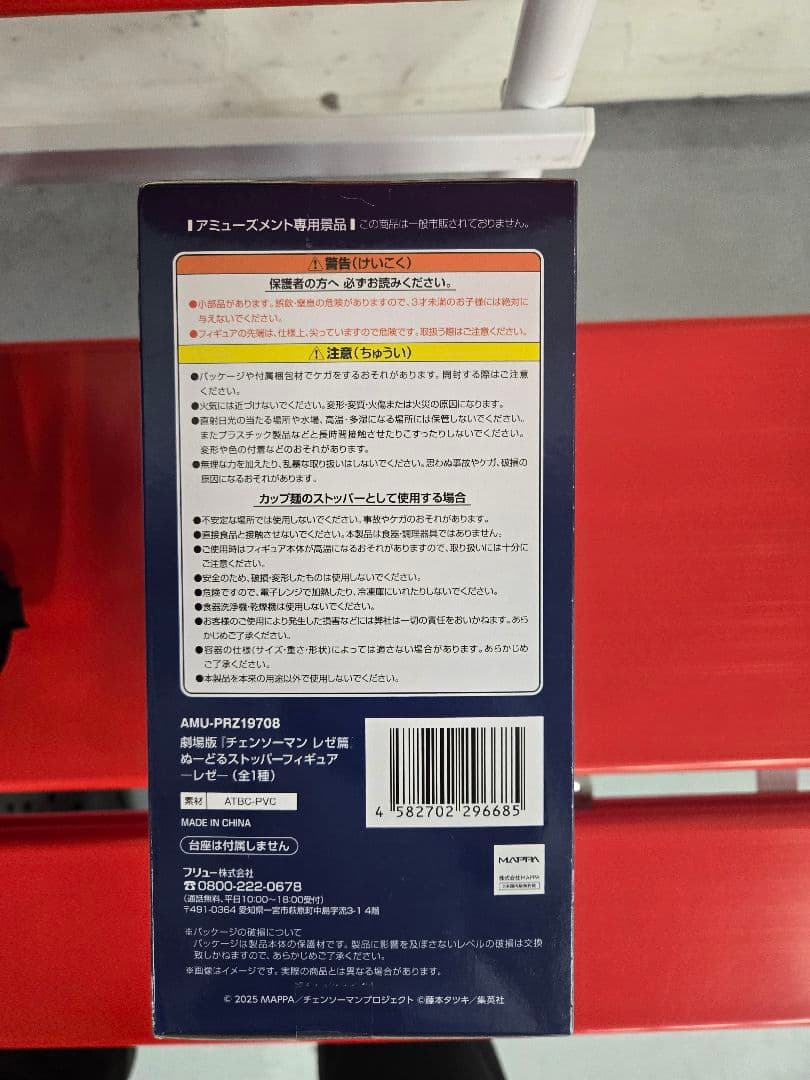 アミューズメント専用景品 この商品は一般市販されておりません。
⚠警告(けいこく)
保護者の方へ 必ずお読みください。
●小部品があります。誤飲・窒息の危険がありますので、3才未満のお子様には絶対に
与えないでください。
●フィギュアの先端は、仕様上、尖っていますので危険です。取扱う際はご注意ください。
⚠注意(ちゅうい)
●パッケージや付属梱包材でケガをするおそれがあります。開封する際はご注意
ください。
●火気には近づけないでください。変形・変質・火傷または火災の原因になります。
●直射日光の当たる場所や水場、高温・多湿になる場所には保管しないでください。
またプラスチック製品などと長時間接触させたりこすったりしないでください。
変形や色の付着などのおそれがあります。
●無理な力を加えたり、乱暴な取り扱いはしないでください。思わぬ事故やケガ、破損の
原因になるおそれがあります。
カップ麺のストッパーとして使用する場合
●不安定な場所では使用しないでください。事故やケガのおそれがあります。
●直接食品と接触させないでください。本製品は食器・調理器具ではありません。
●ご使用時はフィギュア本体が高温になるおそれがありますので、取り扱いには十分に
ご注意ください。
●安全のため、破損・変形したものは使用しないでください。
●危険ですので、電子レンジで加熱したり、冷凍庫にいれたりしないでください。
●食器洗浄機・乾燥機は使用しないでください。
●お客様のご使用により発生した損害などには弊社は一切の責任をおいかねます。あら
かじめご了承ください。
●容器の仕様(サイズ・重さ・形状)によっては適さない場合があります。あらかじめ
ご了承ください。
●本製品を本来の用途以外で使用しないでください。
AMU-PRZ19708
劇場版『チェンソーマン レゼ篇』
ぬーどるストッパーフィギュア
ーレゼー(全1種)
素材 ATBC-PVC
MADE IN CHINA
台座は付属しません
4 582702 296685
MAPPA
株式会社MAPPA
フリュー株式会社
☎0800-222-0678
(通話無料、平日10:00〜18:00受付)
〒491-0364 愛知県一宮市萩原町中島字流3-1 4階
※パッケージの破損について
パッケージは製品本体の保護材です。製品に影響を及ぼさないレベルの破損は交換
致しかねますので、あらかじめご了承ください。
※画像はイメージです。実際の商品とは異なる場合があります。
© 2025 MAPPA/チェンソーマンプロジェクト ©藤本タツキ/集英社